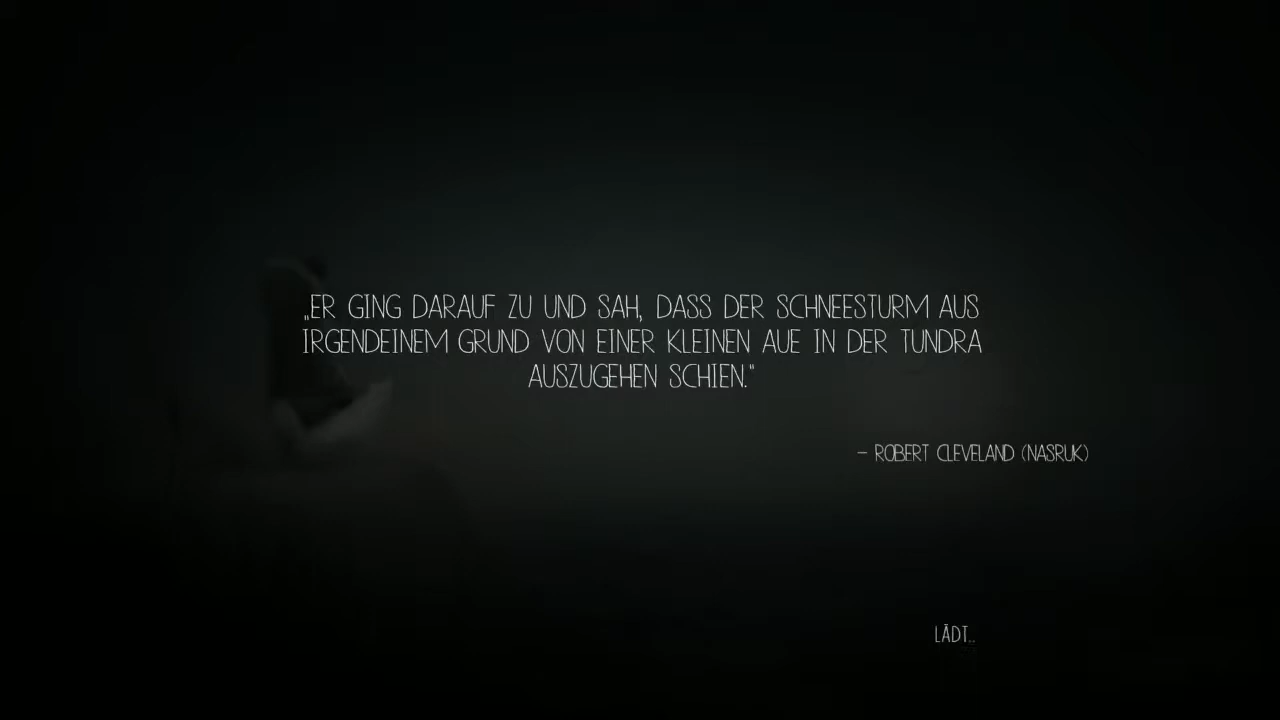 „ER GING DARAUF ZU UND SAH, DASS DER SCHNEESTURM AUS
IRGENDEINEM GRUND VON EINER KLEINEN AUE IN DER TUNDRA
AUSZUGEHEN SCHIEN."
– ROBERT CLEVELAND (NASRUK)
LÄDT..